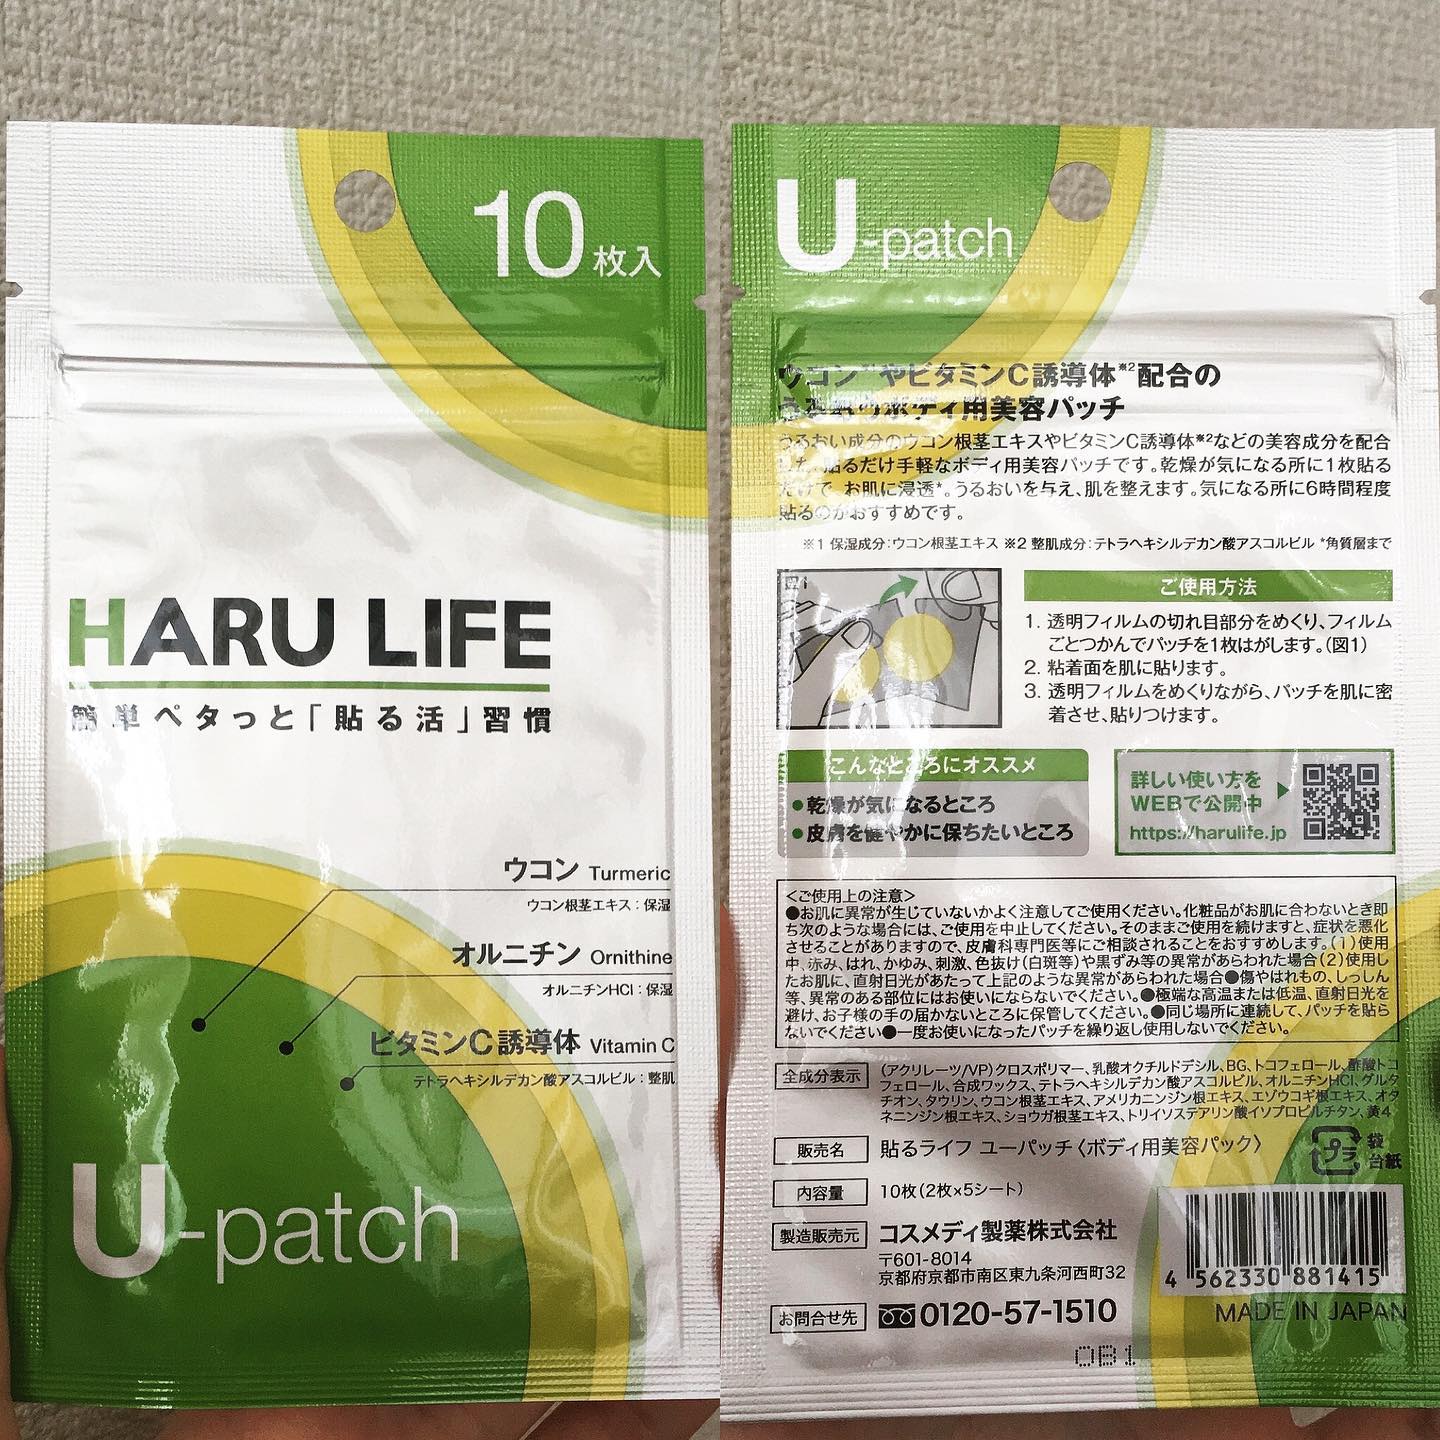 10枚入
HARU LIFE
簡単ペタっと「貼る活」習慣
ウコン Turmeric
ウコン根茎エキス：保湿
オルニチン Ornithine
オルニチンHCl：保湿
ビタミンC誘導体 Vitamin C
テトラヘキシルデカン酸アスコルビル：整肌
U-patch
U-patch
ウコン※1やビタミンC誘導体※2配合の
ボディ用美容パッチ
うるおい成分のウコン根茎エキスやビタミンC誘導体※2などの美容成分を配合
した、貼るだけ手軽なボディ用美容パッチです。乾燥が気になる所に1枚貼る
だけで、お肌に浸透*。うるおいを与え、肌を整えます。気になる所に6時間程度
貼るのがおすすめです。
※1 保湿成分：ウコン根茎エキス ※2 整肌成分：テトラヘキシルデカン酸アスコルビル *角質層まで
図1
ご使用方法
1. 透明フィルムの切れ目部分をめくり、フィルム
ごとつかんでパッチを1枚はがします。（図1）
2. 粘着面を肌に貼ります。
3. 透明フィルムをめくりながら、パッチを肌に密
着させ、貼りつけます。
こんなところにオススメ
●乾燥が気になるところ
●皮膚を健やかに保ちたいところ
詳しい使い方を
WEBで公開中
https://harulife.jp
＜ご使用上の注意＞
●お肌に異常が生じていないかよく注意してご使用ください。化粧品がお肌に合わないとき即
ち次のような場合には、ご使用を中止してください。そのままご使用を続けますと、症状を悪化
させることがありますので、皮膚科専門医等にご相談されることをおすすめします。（1）使用
中、赤み、はれ、かゆみ、刺激、色抜け（白斑等）や黒ずみ等の異常があらわれた場合（2）使用し
たお肌に、直射日光があたって上記のような異常があらわれた場合●傷やはれもの、しっしん
等、異常のある部位にはお使いにならないでください。●極端な高温または低温、直射日光を
避け、お子様の手の届かないところに保管してください。●同じ場所に連続して、パッチを貼ら
ないでください●一度お使いになったパッチを繰り返し使用しないでください。
全成分表示 （アクリレーツ/VP）クロスポリマー、乳酸オクチルドデシル、BG、トコフェロール、酢酸トコ
フェロール、合成ワックス、テトラヘキシルデカン酸アスコルビル、オルニチンHCl、グルタ
チオン、タウリン、ウコン根茎エキス、アメリカニンジン根エキス、エゾウコギ根エキス、オタ
ネニンジン根エキス、ショウガ根茎エキス、トリイソステアリン酸イソプロピルチタン、黄4
販売名 貼るライフ ユーパッチ〈ボディ用美容パック〉
プラ 袋
台紙
内容量 10枚（2枚×5シート）
製造販売元 コスメディ製薬株式会社
〒601-8014
京都府京都市南区東九条河西町32
お問合せ先 0120-57-1510
4 562330 881415
MADE IN JAPAN
OB1